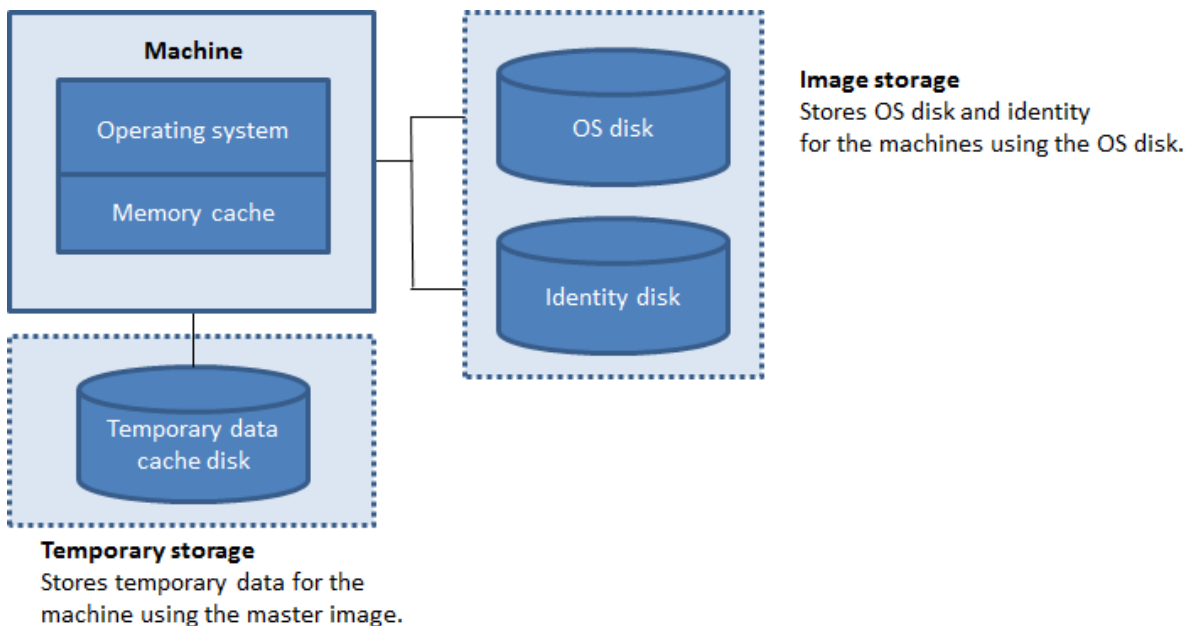 Machine
Operating system
Memory cache
OS disk
Identity disk
Image storage
Stores OS disk and identity
for the machines using the OS disk.
Temporary data
cache disk
Temporary storage
Stores temporary data for the
machine using the master image.